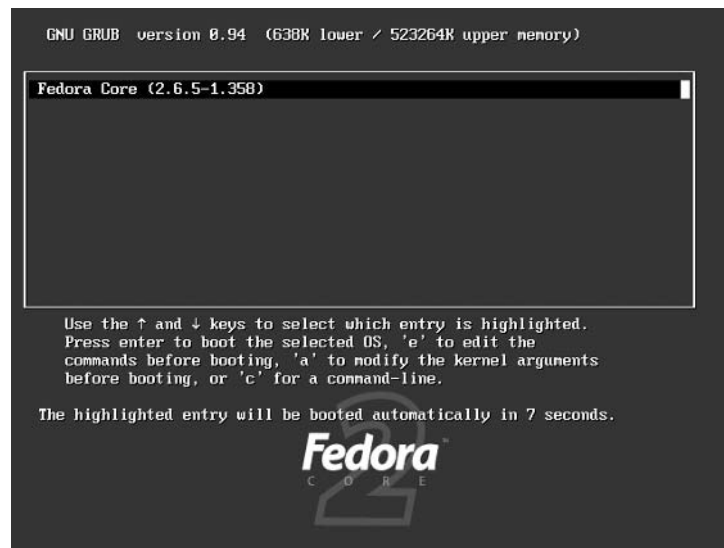 GNU GRUB version 0.94 (638K lower / 523264K upper memory)
Fedora Core (2.6.5-1.358)
Use the ↑ and ↓ keys to select which entry is highlighted.
Press enter to boot the selected OS, 'e' to edit the
commands before booting, 'a' to modify the kernel arguments
before booting, or 'c' for a command-line.
The highlighted entry will be booted automatically in 7 seconds.
Fedora™
CORE
2